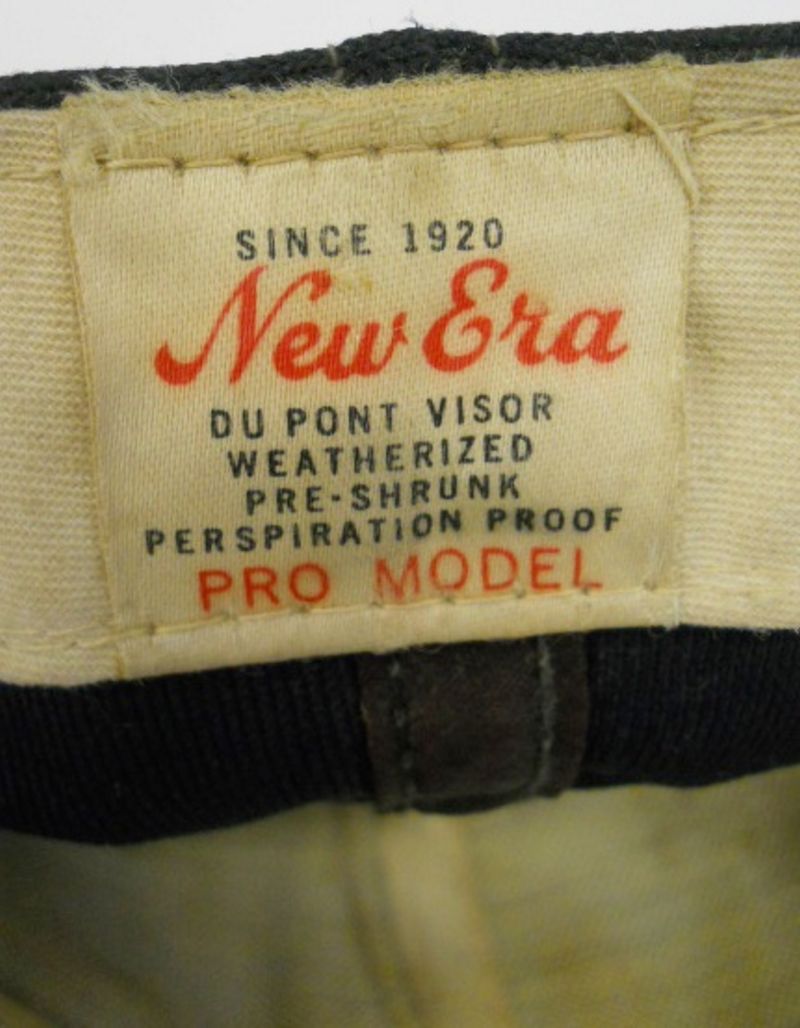 SINCE 1920
New Era
DU PONT VISOR
WEATHERIZED
PRE-SHRUNK
PERSPIRATION PROOF
PRO MODEL